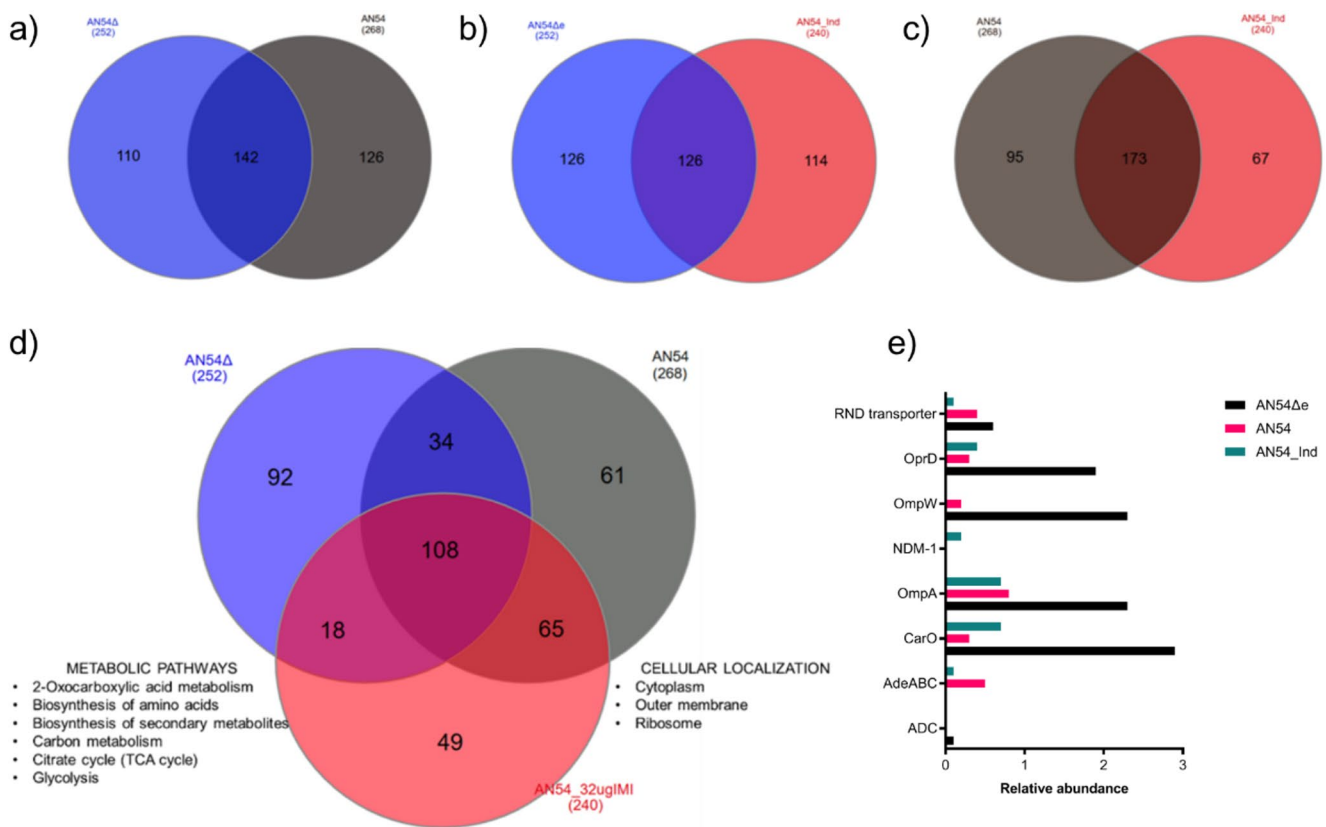 a)
AN54Δ
(252)
AN54
(268)
110
142
126
b)
AN54Δe
(252)
AN54_Ind
(240)
126
126
114
c)
AN54
(268)
AN54_Ind
(240)
95
173
67
d)
AN54Δ
(252)
AN54
(268)
34
92
61
108
18
65
49
METABOLIC PATHWAYS
• 2-Oxocarboxylic acid metabolism
• Biosynthesis of amino acids
• Biosynthesis of secondary metabolites
• Carbon metabolism
• Citrate cycle (TCA cycle)
• Glycolysis
CELLULAR LOCALIZATION
• Cytoplasm
• Outer membrane
• Ribosome
AN54_32ugIMI
(240)
e)
RND transporter
OprD
OmpW
NDM-1
OmpA
CarO
AdeABC
ADC
0 1 2 3
Relative abundance
AN54Δe
AN54
AN54_Ind